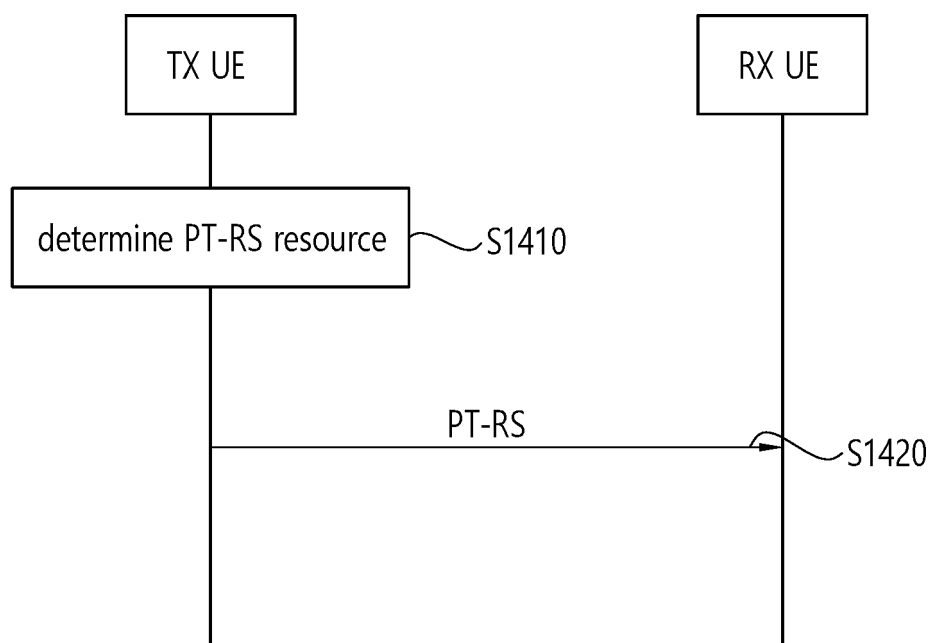 TX UE
RX UE
determine PT-RS resource
S1410
PT-RS
S1420